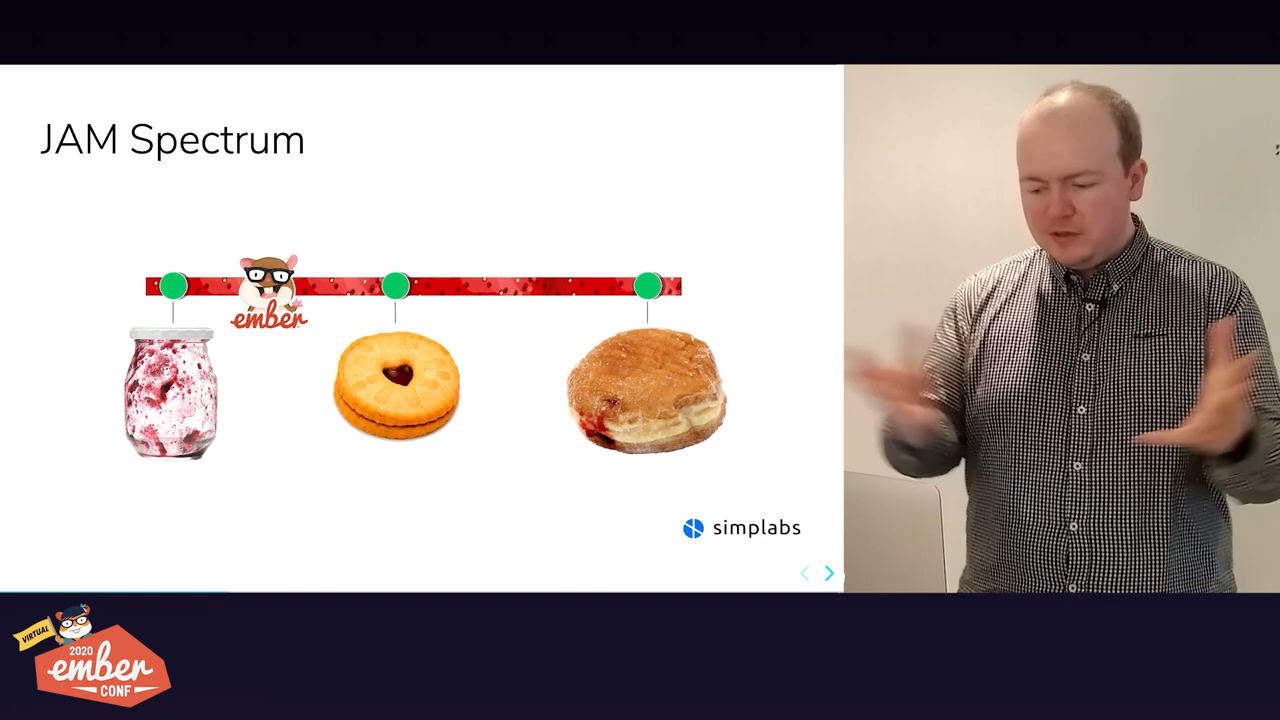 JAM Spectrum
ember
simplabs
VIRTUAL
2020
ember
CONF